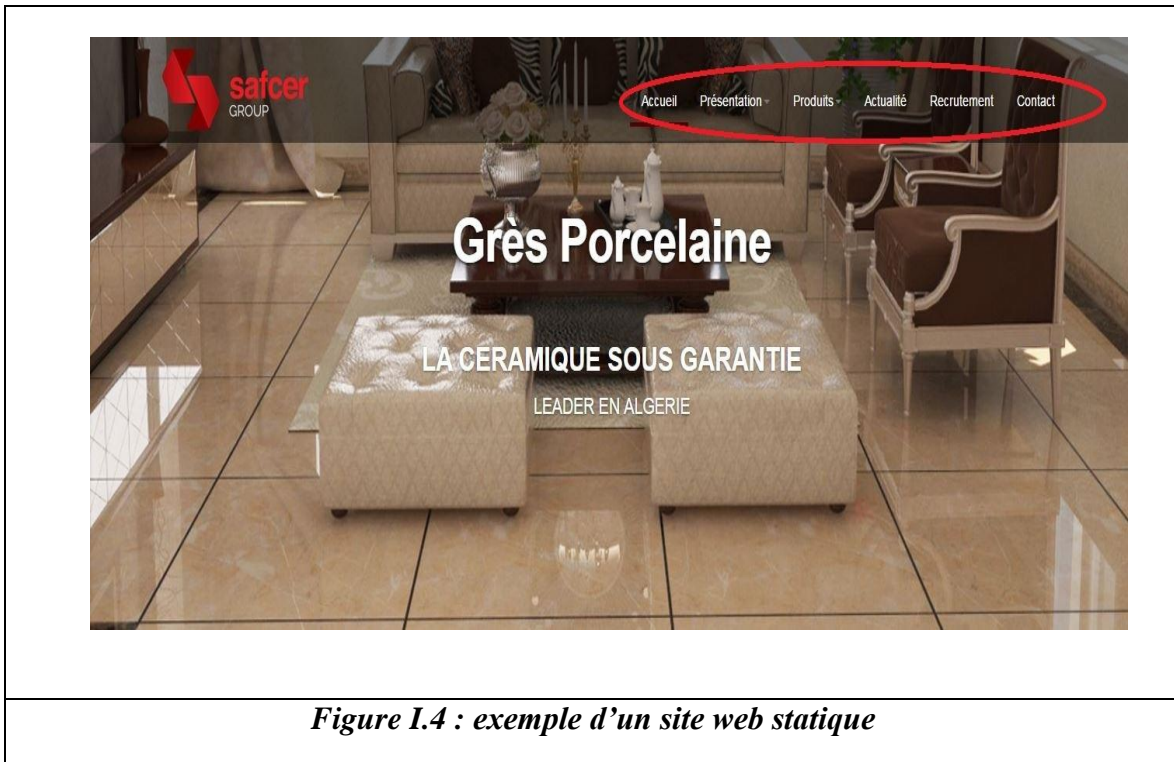 safcer
GROUP
Accueil Présentation Produits Actualité Recrutement Contact
Grès Porcelaine
LA CERAMIQUE SOUS GARANTIE
LEADER EN ALGERIE
Figure I.4 : exemple d’un site web statique